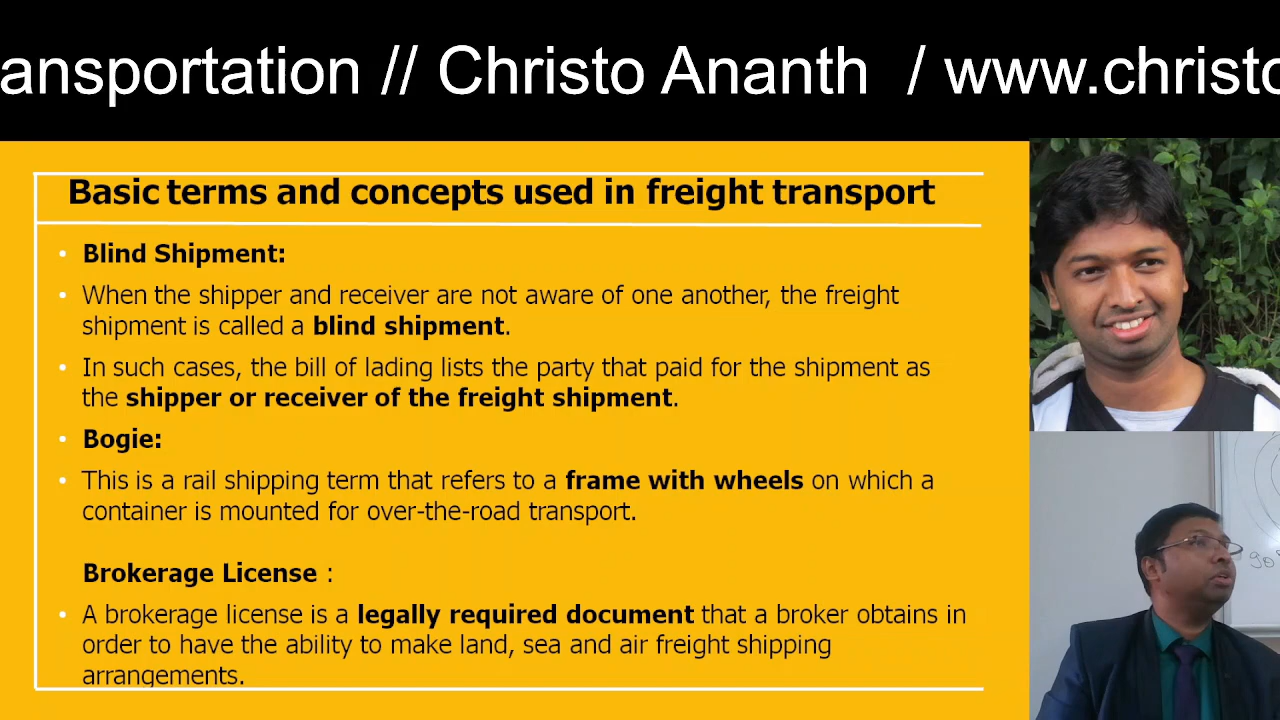 ansportation // Christo Ananth / www.christo
Basic terms and concepts used in freight transport
• Blind Shipment:
• When the shipper and receiver are not aware of one another, the freight
shipment is called a blind shipment.
• In such cases, the bill of lading lists the party that paid for the shipment as
the shipper or receiver of the freight shipment.
• Bogie:
• This is a rail shipping term that refers to a frame with wheels on which a
container is mounted for over-the-road transport.
Brokerage License :
• A brokerage license is a legally required document that a broker obtains in
order to have the ability to make land, sea and air freight shipping
arrangements.